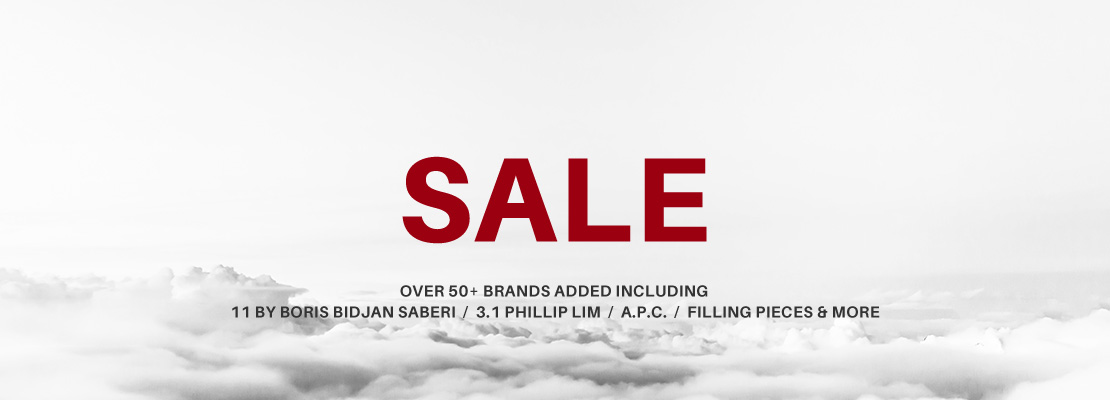 SALE
OVER 50+ BRANDS ADDED INCLUDING
11 BY BORIS BIDJAN SABERI / 3.1 PHILLIP LIM / A.P.C. / FILLING PIECES & MORE